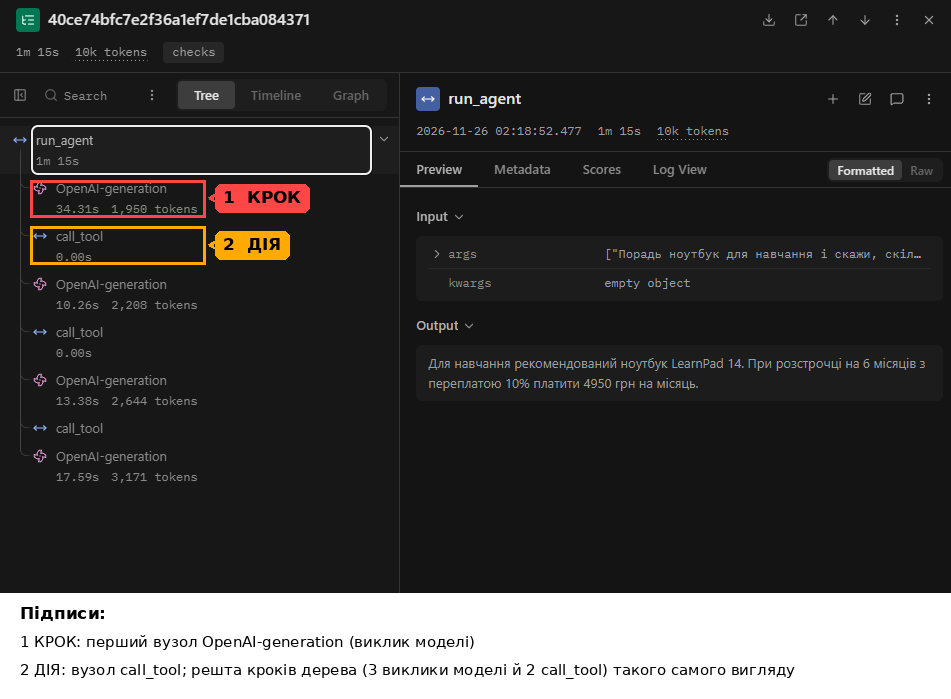 40ce74bfc7e2f36a1ef7de1cba084371
1m 15s 10k tokens checks
Search Tree Timeline Graph
run_agent
1m 15s
OpenAI-generation
34.31s 1,950 tokens
1 КРОК
call_tool
0.00s
2 ДІЯ
OpenAI-generation
10.26s 2,208 tokens
call_tool
0.00s
OpenAI-generation
13.38s 2,644 tokens
call_tool
OpenAI-generation
17.59s 3,171 tokens
run_agent
2026-11-26 02:18:52.477 1m 15s 10k tokens
Preview Metadata Scores Log View Formatted Raw
Input
args ["Порадь ноутбук для навчання і скажи, скіл…
kwargs empty object
Output
Для навчання рекомендований ноутбук LearnPad 14. При розстрочці на 6 місяців з
переплатою 10% платити 4950 грн на місяць.
Підписи:
1 КРОК: перший вузол OpenAI-generation (виклик моделі)
2 ДІЯ: вузол call_tool; решта кроків дерева (3 виклики моделі й 2 call_tool) такого самого вигляду